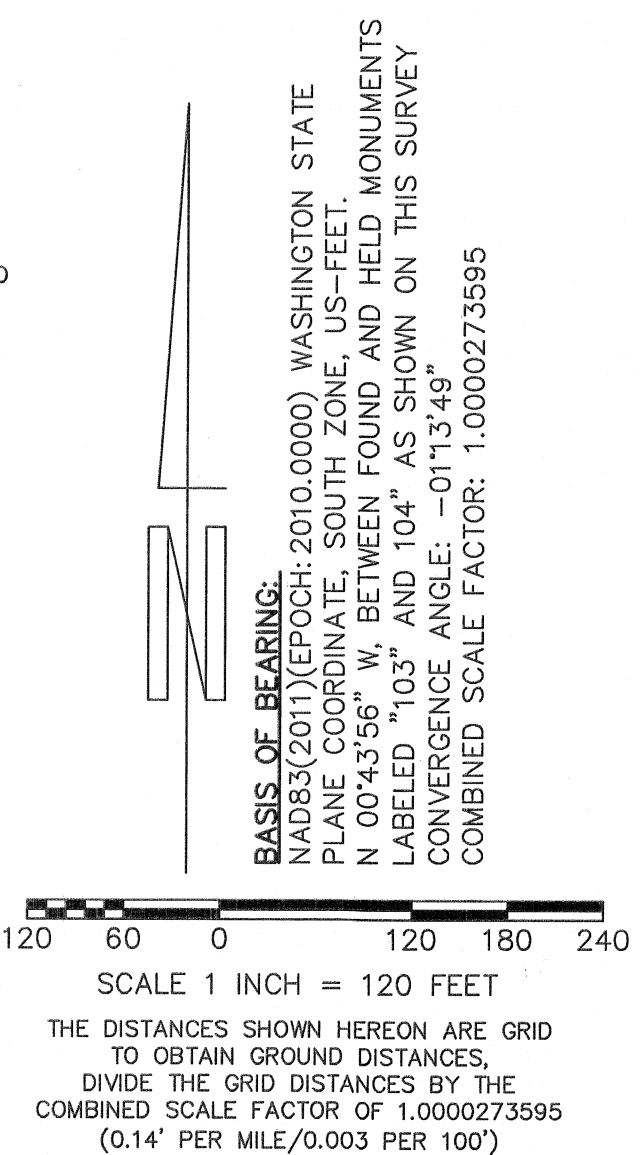 BASIS OF BEARING:
NAD83(2011)(EPOCH: 2010.0000) WASHINGTON STATE
PLANE COORDINATE, SOUTH ZONE, US-FEET.
N 00°43'56" W, BETWEEN FOUND AND HELD MONUMENTS
LABELED "103" AND 104" AS SHOWN ON THIS SURVEY
CONVERGENCE ANGLE: -01°13'49"
COMBINED SCALE FACTOR: 1.0000273595
N
120 60 0 120 180 240
SCALE 1 INCH = 120 FEET
THE DISTANCES SHOWN HEREON ARE GRID
TO OBTAIN GROUND DISTANCES,
DIVIDE THE GRID DISTANCES BY THE
COMBINED SCALE FACTOR OF 1.0000273595
(0.14' PER MILE/0.003 PER 100')